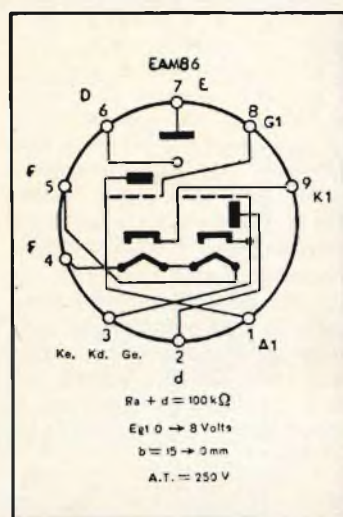 EAM86
7 E
D
6
8 G1
F
5
9
K1
F
4
3
1
Δ1
Ke. Kd. Ge.
2
d
Ra + d = 100 kΩ
Eg1 0 → 8 Volts
b = 15 → 0 mm
A.T. = 250 V